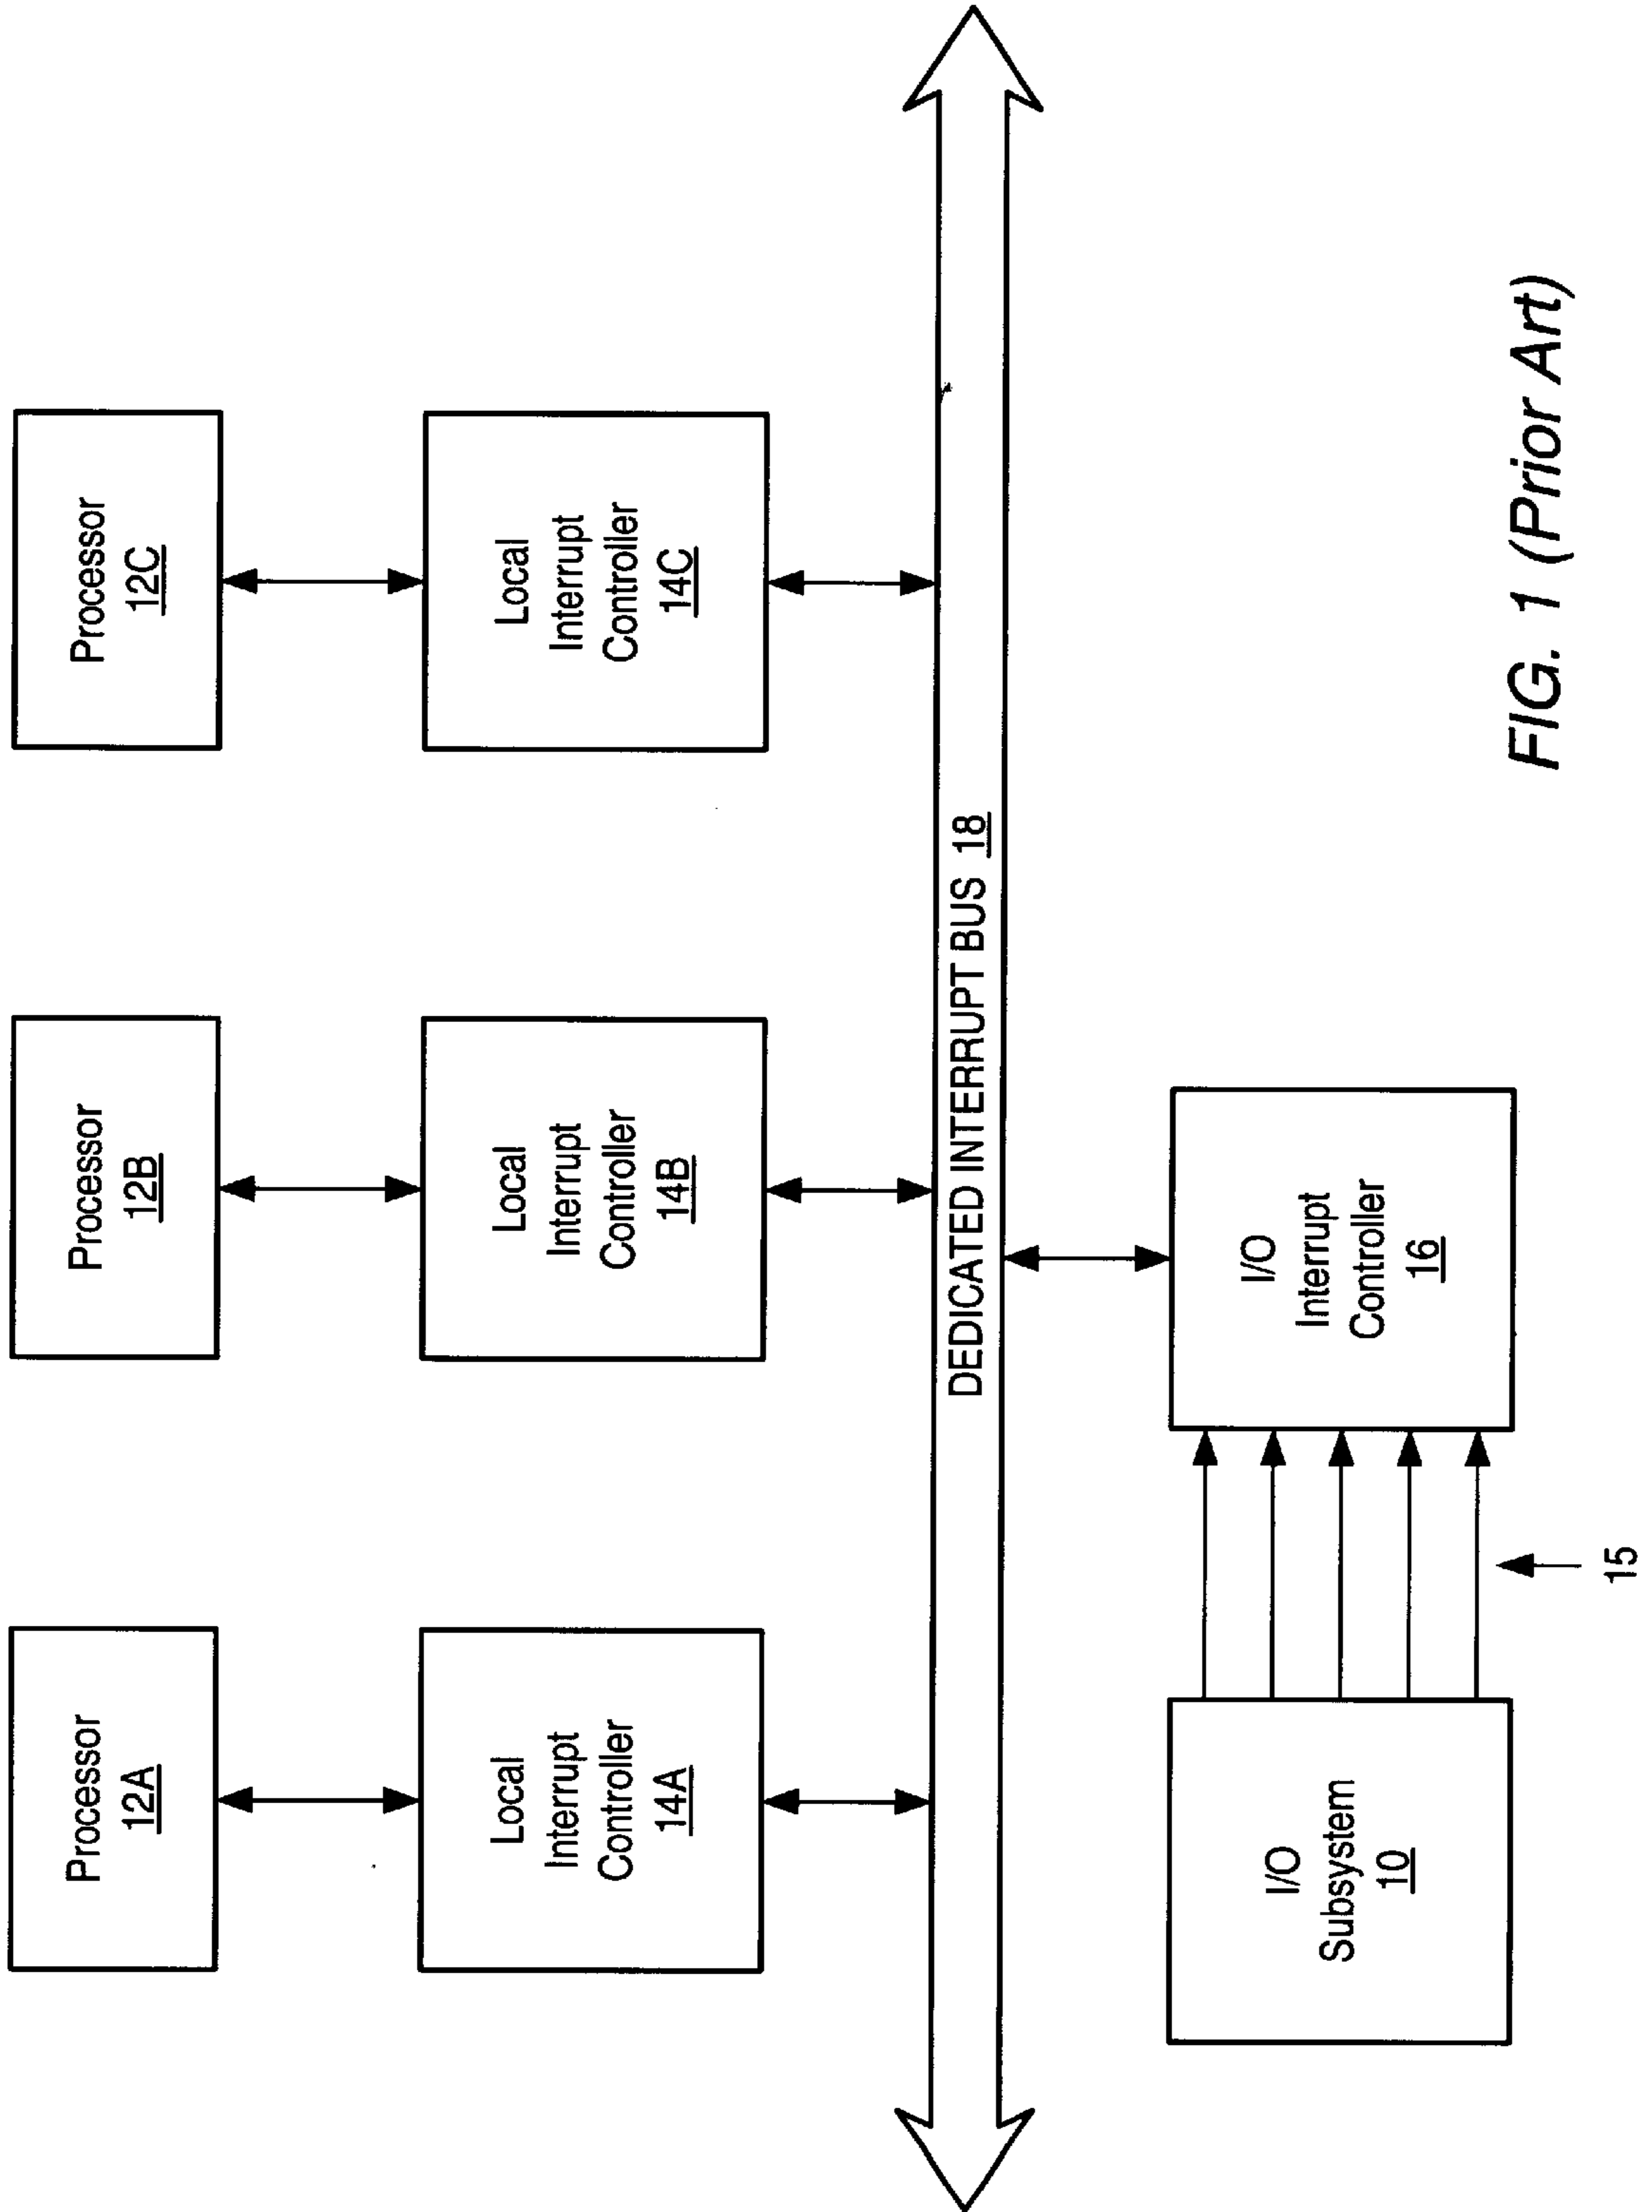 Processor
12A
Processor
12B
Processor
12C
Local
Interrupt
Controller
14A
Local
Interrupt
Controller
14B
Local
Interrupt
Controller
14C
DEDICATED INTERRUPT BUS 18
I/O
Subsystem
10
I/O
Interrupt
Controller
16
15
FIG. 1 (Prior Art)